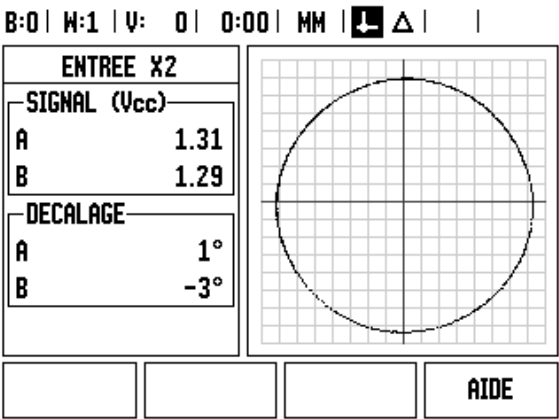 B:0 | W:1 | V: 0 | 0:00 | MM | Δ | |
ENTREE X2
SIGNAL (Vcc)
A 1.31
B 1.29
DECALAGE
A 1°
B -3°
AIDE